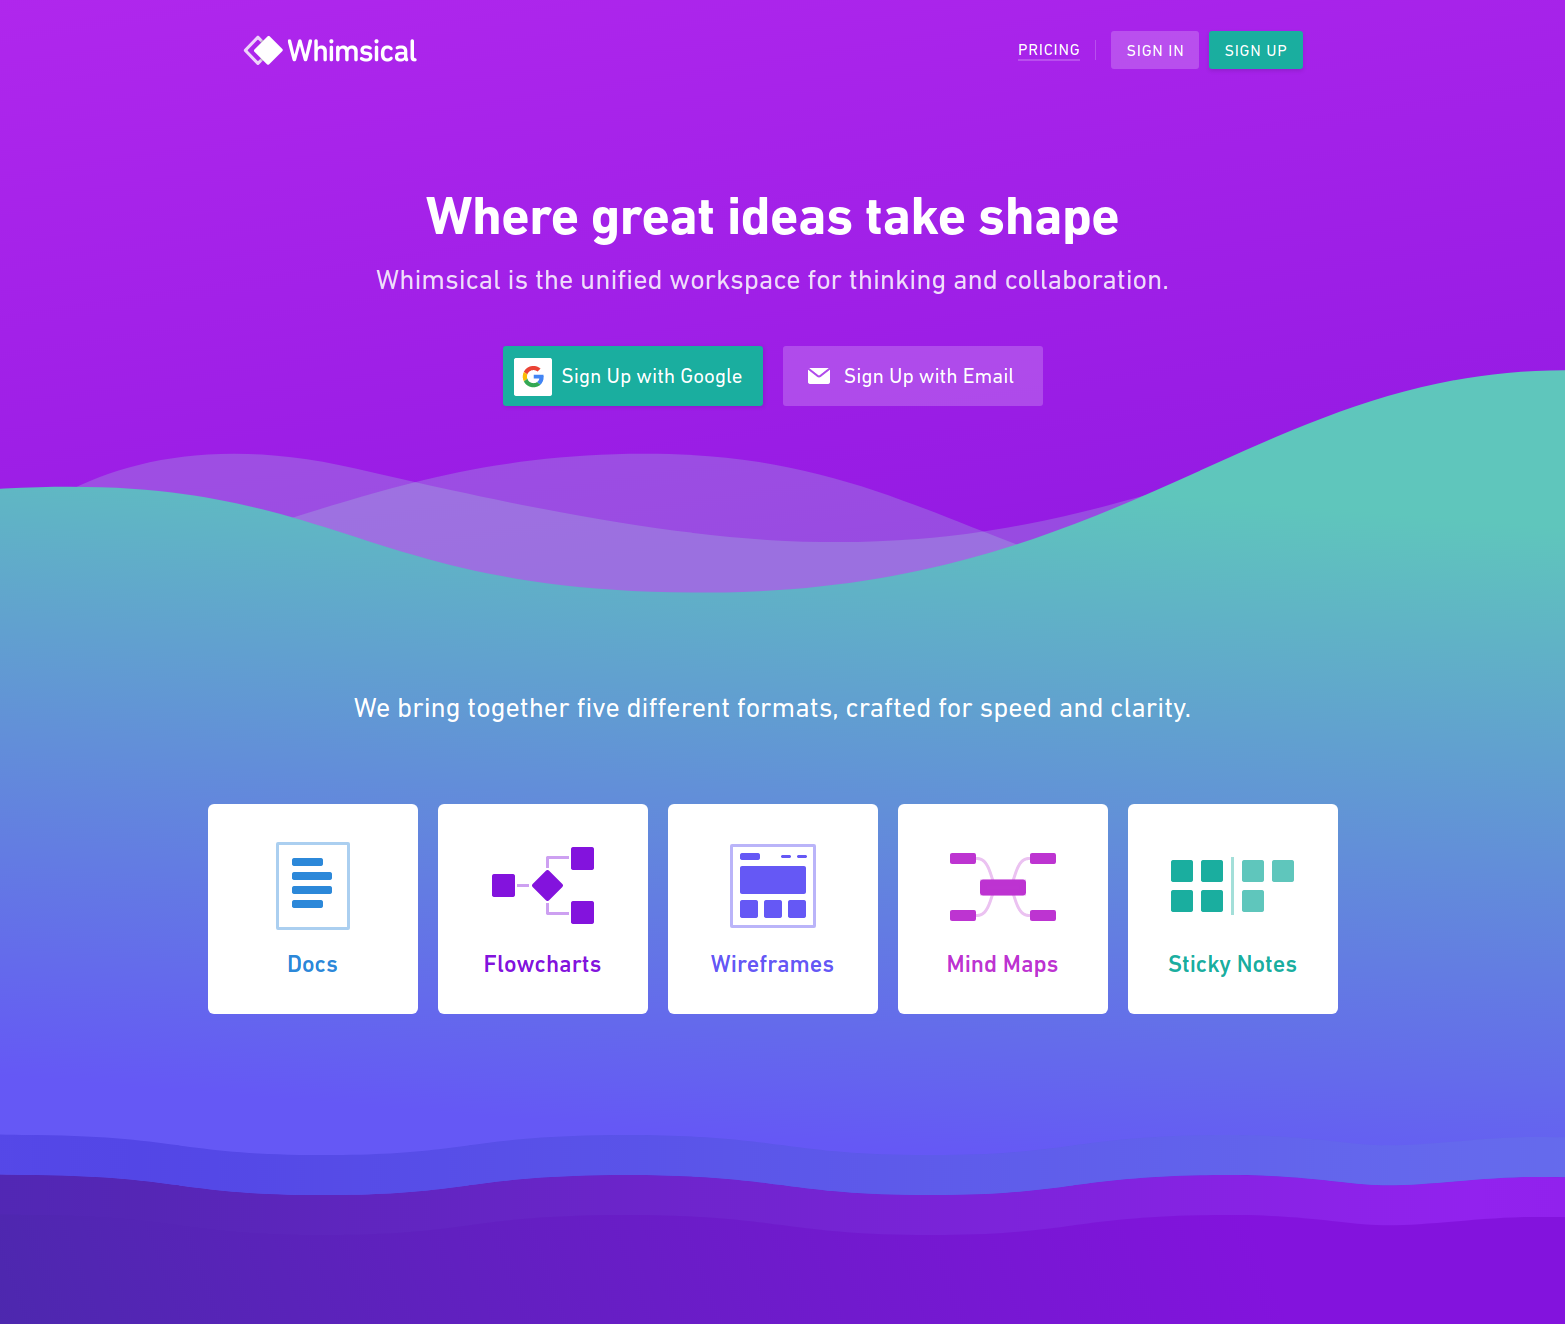 Whimsical
PRICING
SIGN IN
SIGN UP
Where great ideas take shape
Whimsical is the unified workspace for thinking and collaboration.
Sign Up with Google
Sign Up with Email
We bring together five different formats, crafted for speed and clarity.
Docs
Flowcharts
Wireframes
Mind Maps
Sticky Notes